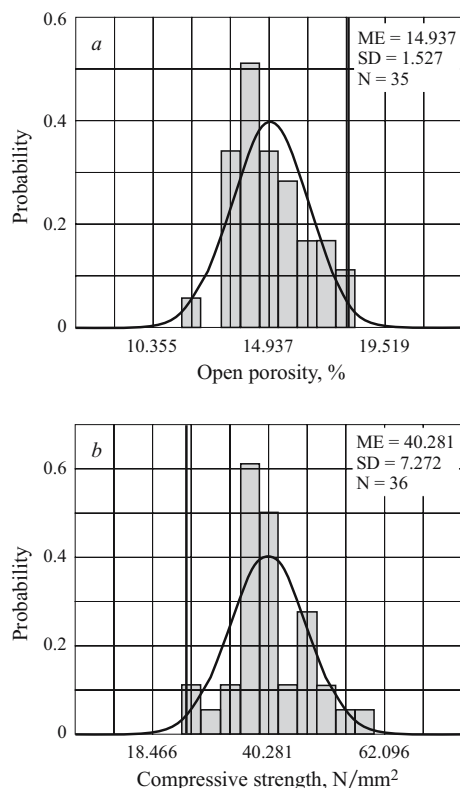 0.6
a
ME = 14.937
SD = 1.527
N = 35
0.4
Probability
0.2
0
10.355 14.937 19.519
Open porosity, %
b
ME = 40.281
SD = 7.272
N = 36
0.6
0.4
Probability
0.2
0
18.466 40.281 62.096
Compressive strength, N/mm²